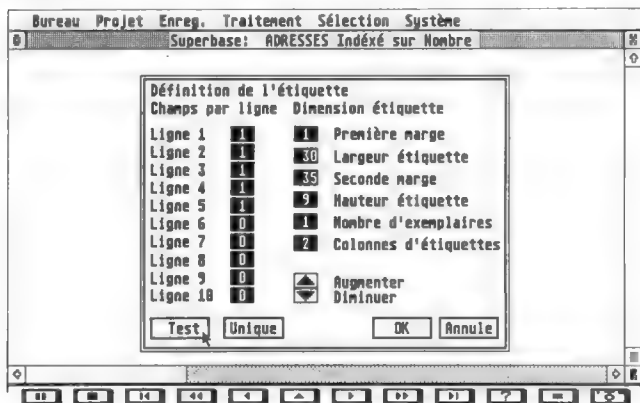 Bureau Projet Enreg. Traitement Sélection Système
Superbase: ADRESSES Indéxé sur Nombre
Définition de l'étiquette
Champs par ligne Dimension étiquette
Ligne 1 1 1 Première marge
Ligne 2 1 30 Largeur étiquette
Ligne 3 1 35 Seconde marge
Ligne 4 1 9 Hauteur étiquette
Ligne 5 1 1 Nombre d'exemplaires
Ligne 6 0 2 Colonnes d'étiquettes
Ligne 7 0
Ligne 8 0
Ligne 9 0 Augmenter
Ligne 10 0 Diminuer
Test Unique OK Annule
?